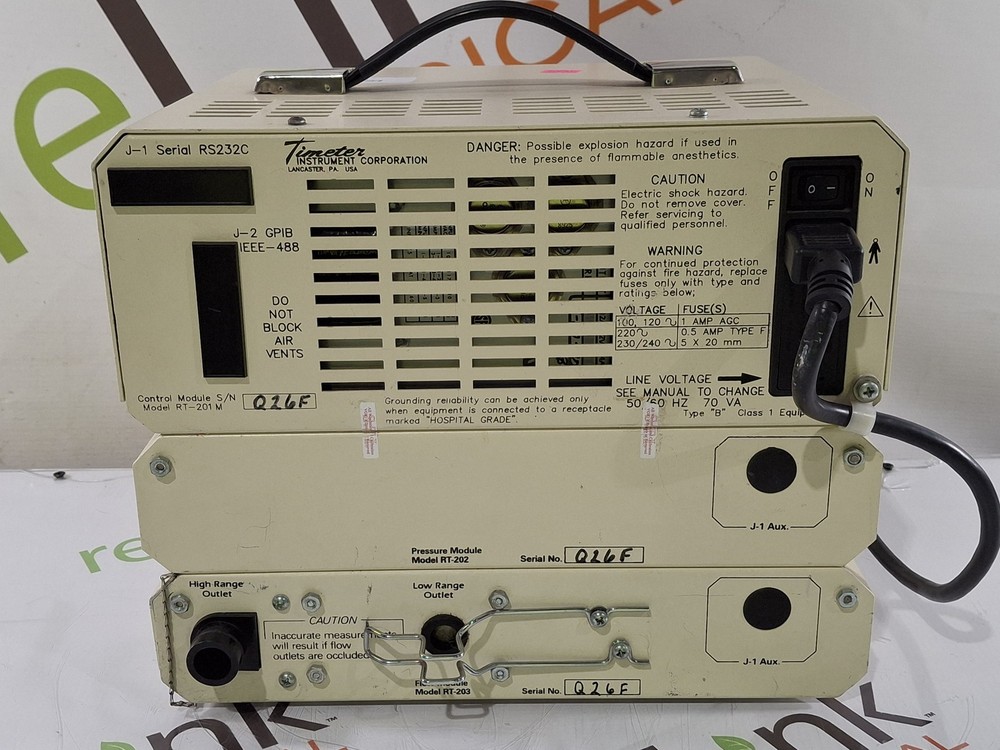 J-1 Serial RS232C
Timeter
INSTRUMENT CORPORATION
LANCASTER, PA. USA
DANGER: Possible explosion hazard if used in
the presence of flammable anesthetics.
CAUTION
Electric shock hazard.
Do not remove cover.
Refer servicing to
qualified personnel.
OFF
ON
O –
J-2 GPIB
IEEE-488
WARNING
For continued protection
against fire hazard, replace
fuses only with type and
ratings below;
VOLTAGE FUSE(S)
100, 120 ∿ 1 AMP AGC
220 ∿ 0.5 AMP TYPE F
230/240 ∿ 5 X 20 mm
DO
NOT
BLOCK
AIR
VENTS
LINE VOLTAGE
SEE MANUAL TO CHANGE
50/60 HZ 70 VA
Type "B" Class 1 Equip
Control Module S/N Q26F
Model RT-201M
Grounding reliability can be achieved only
when equipment is connected to a receptacle
marked "HOSPITAL GRADE".
J-1 Aux.
Pressure Module
Model RT-202
Serial No. Q26F
High Range
Outlet
Low Range
Outlet
CAUTION
Inaccurate measure
will result if flow
outlets are occluded
J-1 Aux.
Model RT-203
Serial No. Q26F